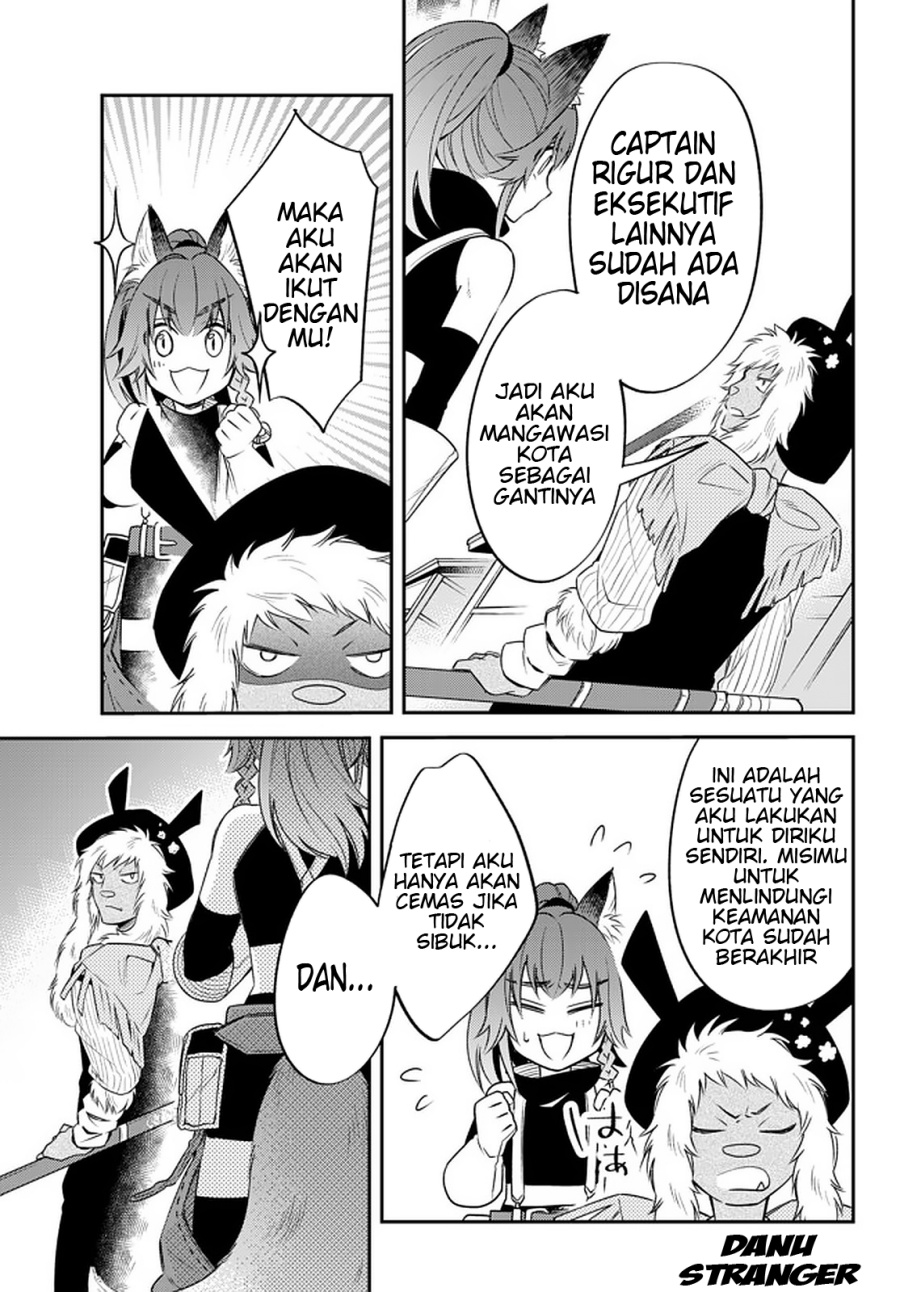 CAPTAIN
RIGUR DAN
EKSEKUTIF
LAINNYA
SUDAH ADA
DISANA
JADI AKU
AKAN
MANGAWASI
KOTA
SEBAGAI
GANTINYA
MAKA
AKU
AKAN
IKUT
DENGAN
MU!
INI ADALAH
SESUATU YANG
AKU LAKUKAN
UNTUK DIRIKU
SENDIRI. MISIMU
UNTUK
MENLINDUNGI
KEAMANAN
KOTA SUDAH
BERAKHIR
はぁ
TETAPI AKU
HANYA AKAN
CEMAS JIKA
TIDAK
SIBUK...
DAN...
DANU
STRANGER